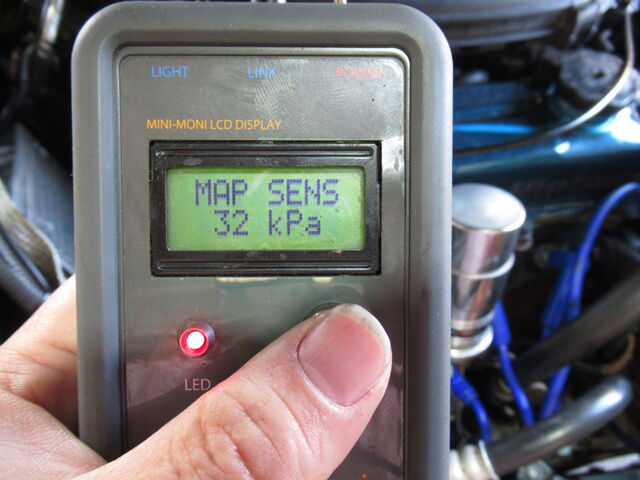 LIGHT LINK POWER
MINI-MONI LCD DISPLAY
MAP SENS
32 kPa
LED